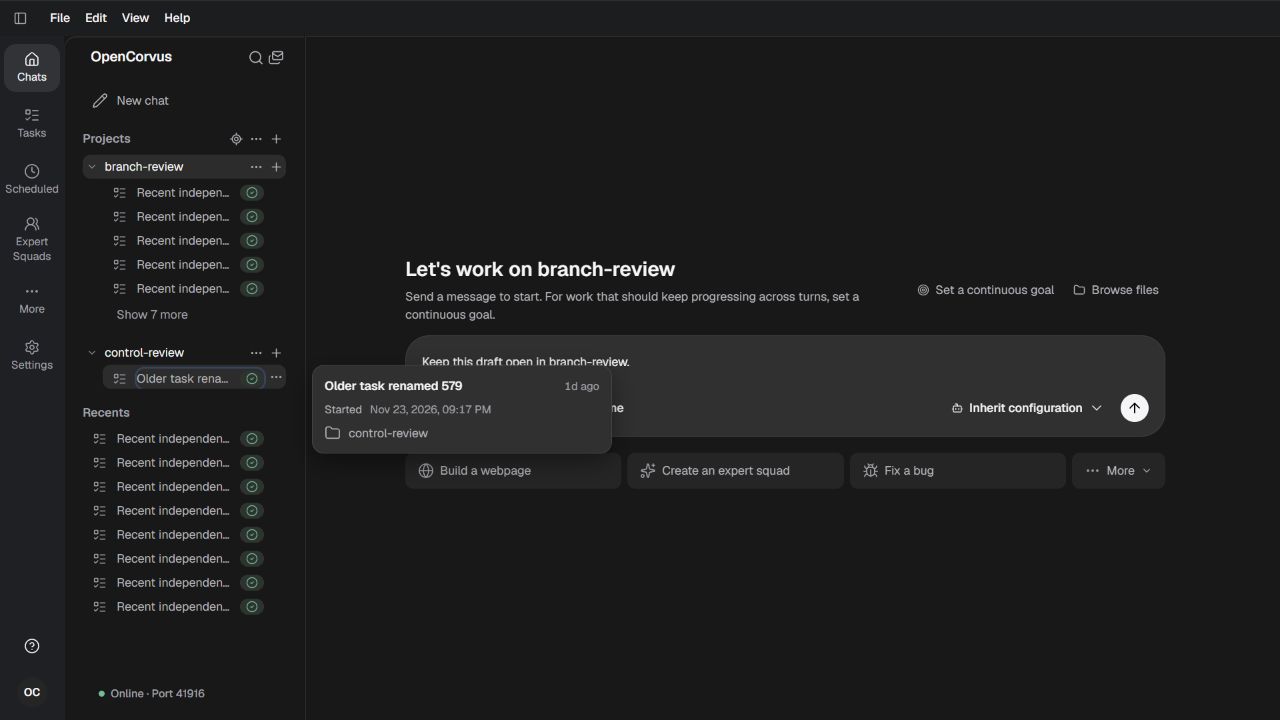 File Edit View Help
OpenCorvus
Chats
New chat
Tasks
Projects
branch-review
Scheduled
Recent indepen...
Recent indepen...
Expert
Squads
Recent indepen...
Recent indepen...
Recent indepen...
More
Show 7 more
Settings
control-review
Older task rena...
Recents
Recent independen...
Recent independen...
Recent independen...
Recent independen...
Recent independen...
Recent independen...
Recent independen...
Recent independen...
OC
Online · Port 41916
Let's work on branch-review
Send a message to start. For work that should keep progressing across turns, set a
continuous goal.
Set a continuous goal
Browse files
Keep this draft open in branch-review.
Older task renamed 579
1d ago
Started Nov 23, 2026, 09:17 PM
control-review
Inherit configuration
Build a webpage
Create an expert squad
Fix a bug
More